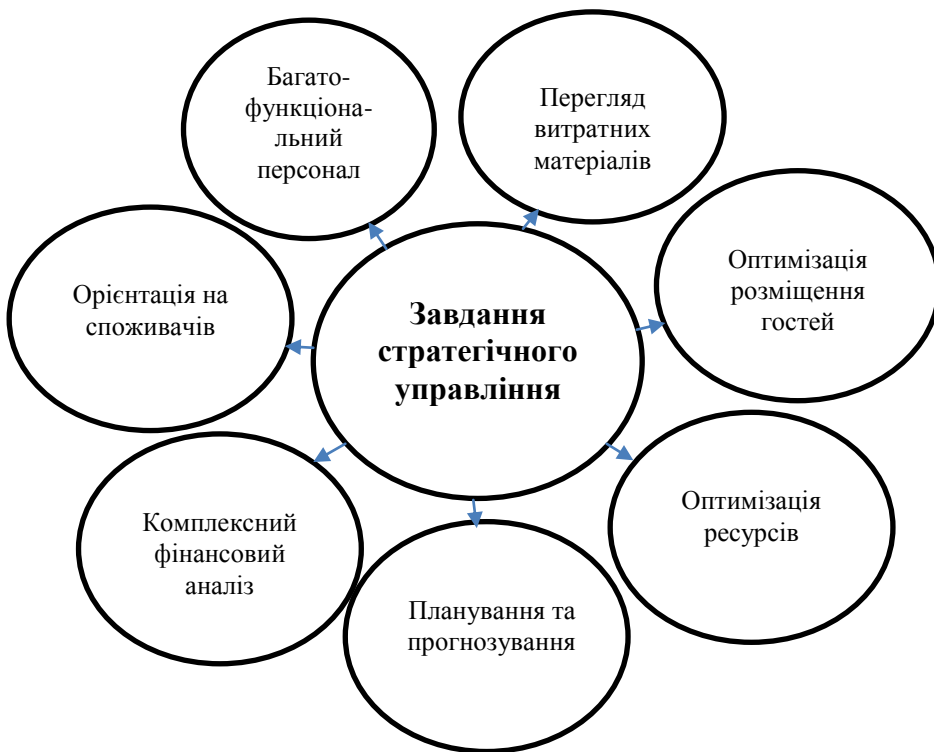 Багато-
функціона-
льний
персонал
Перегляд
витратних
матеріалів
Орієнтація на
споживачів
Завдання
стратегічного
управління
Оптимізація
розміщення
гостей
Комплексний
фінансовий
аналіз
Планування та
прогнозування
Оптимізація
ресурсів